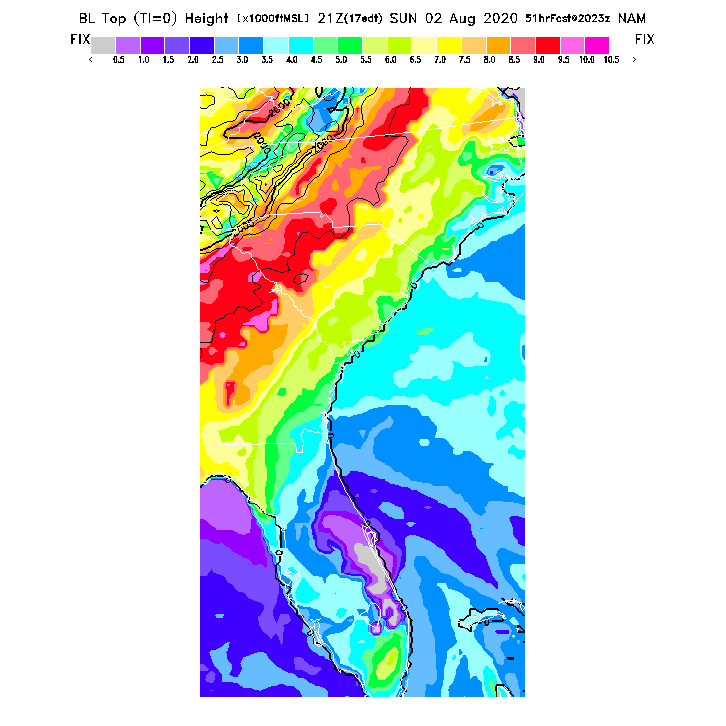 BL Top (TI=0) Height [x1000ftMSL] 21Z(17edt) SUN 02 Aug 2020 51hrFcst@2023z NAM
FIX FIX
< 0.5 1.0 1.5 2.0 2.5 3.0 3.5 4.0 4.5 5.0 5.5 6.0 6.5 7.0 7.5 8.0 8.5 9.0 9.5 10.0 10.5 >
2000